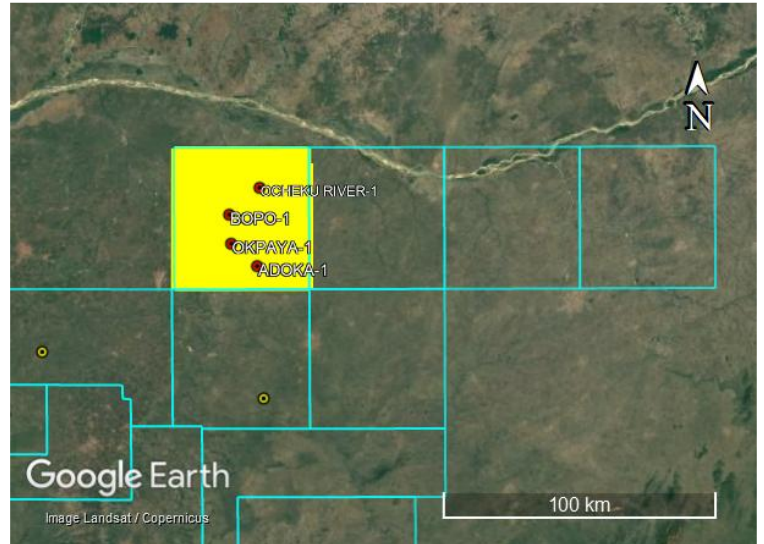 N
OCHEKU RIVER-1
BOPO-1
OKPAYA-1
ADOKA-1
Google Earth
100 km
Image Landsat / Copernicus